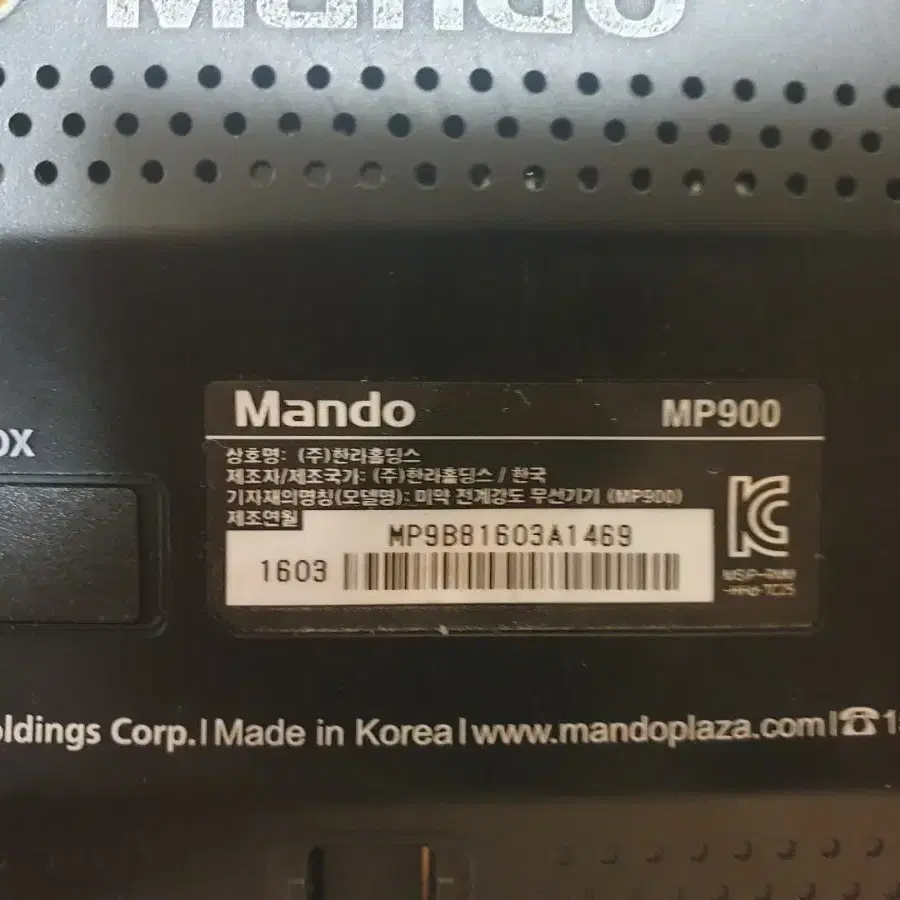 Mando
Mando MP900
상호명: (주)한라홀딩스
제조자/제조국가: (주)한라홀딩스 / 한국
기자재의명칭(모델명): 미약 전계강도 무선기기 (MP900)
제조연월
MP9B81603A1469
1603
oldings Corp.| Made in Korea | www.mandoplaza.com | ☎